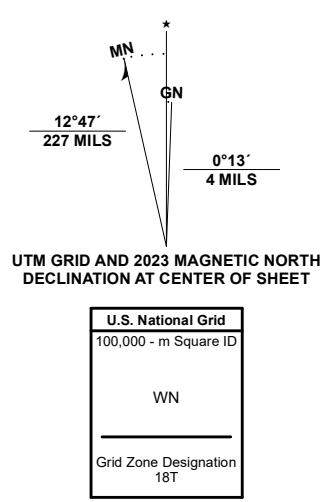 ★
MN
GN
12°47´
227 MILS
0°13´
4 MILS
UTM GRID AND 2023 MAGNETIC NORTH
DECLINATION AT CENTER OF SHEET
U.S. National Grid
100,000 - m Square ID
WN
Grid Zone Designation
18T